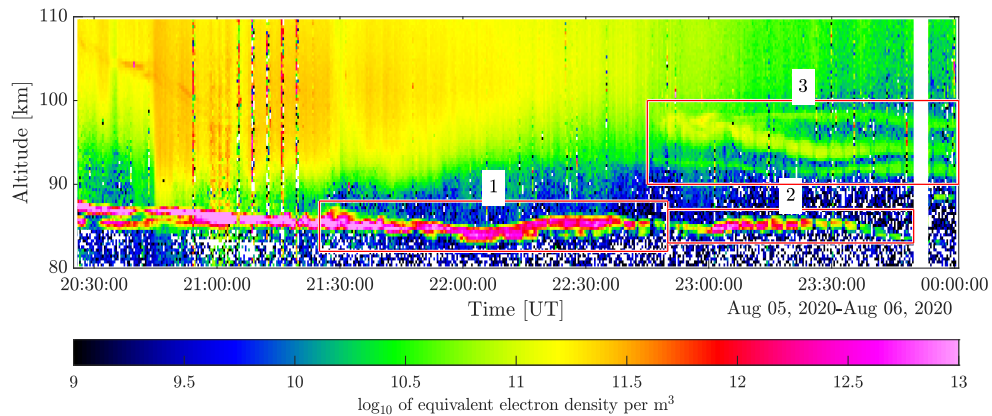 110
100
90
80
Altitude [km]
3
1
2
20:30:00 21:00:00 21:30:00 22:00:00 22:30:00 23:00:00 23:30:00 00:00:00
Time [UT]
Aug 05, 2020-Aug 06, 2020
9 9.5 10 10.5 11 11.5 12 12.5 13
log₁₀ of equivalent electron density per m³